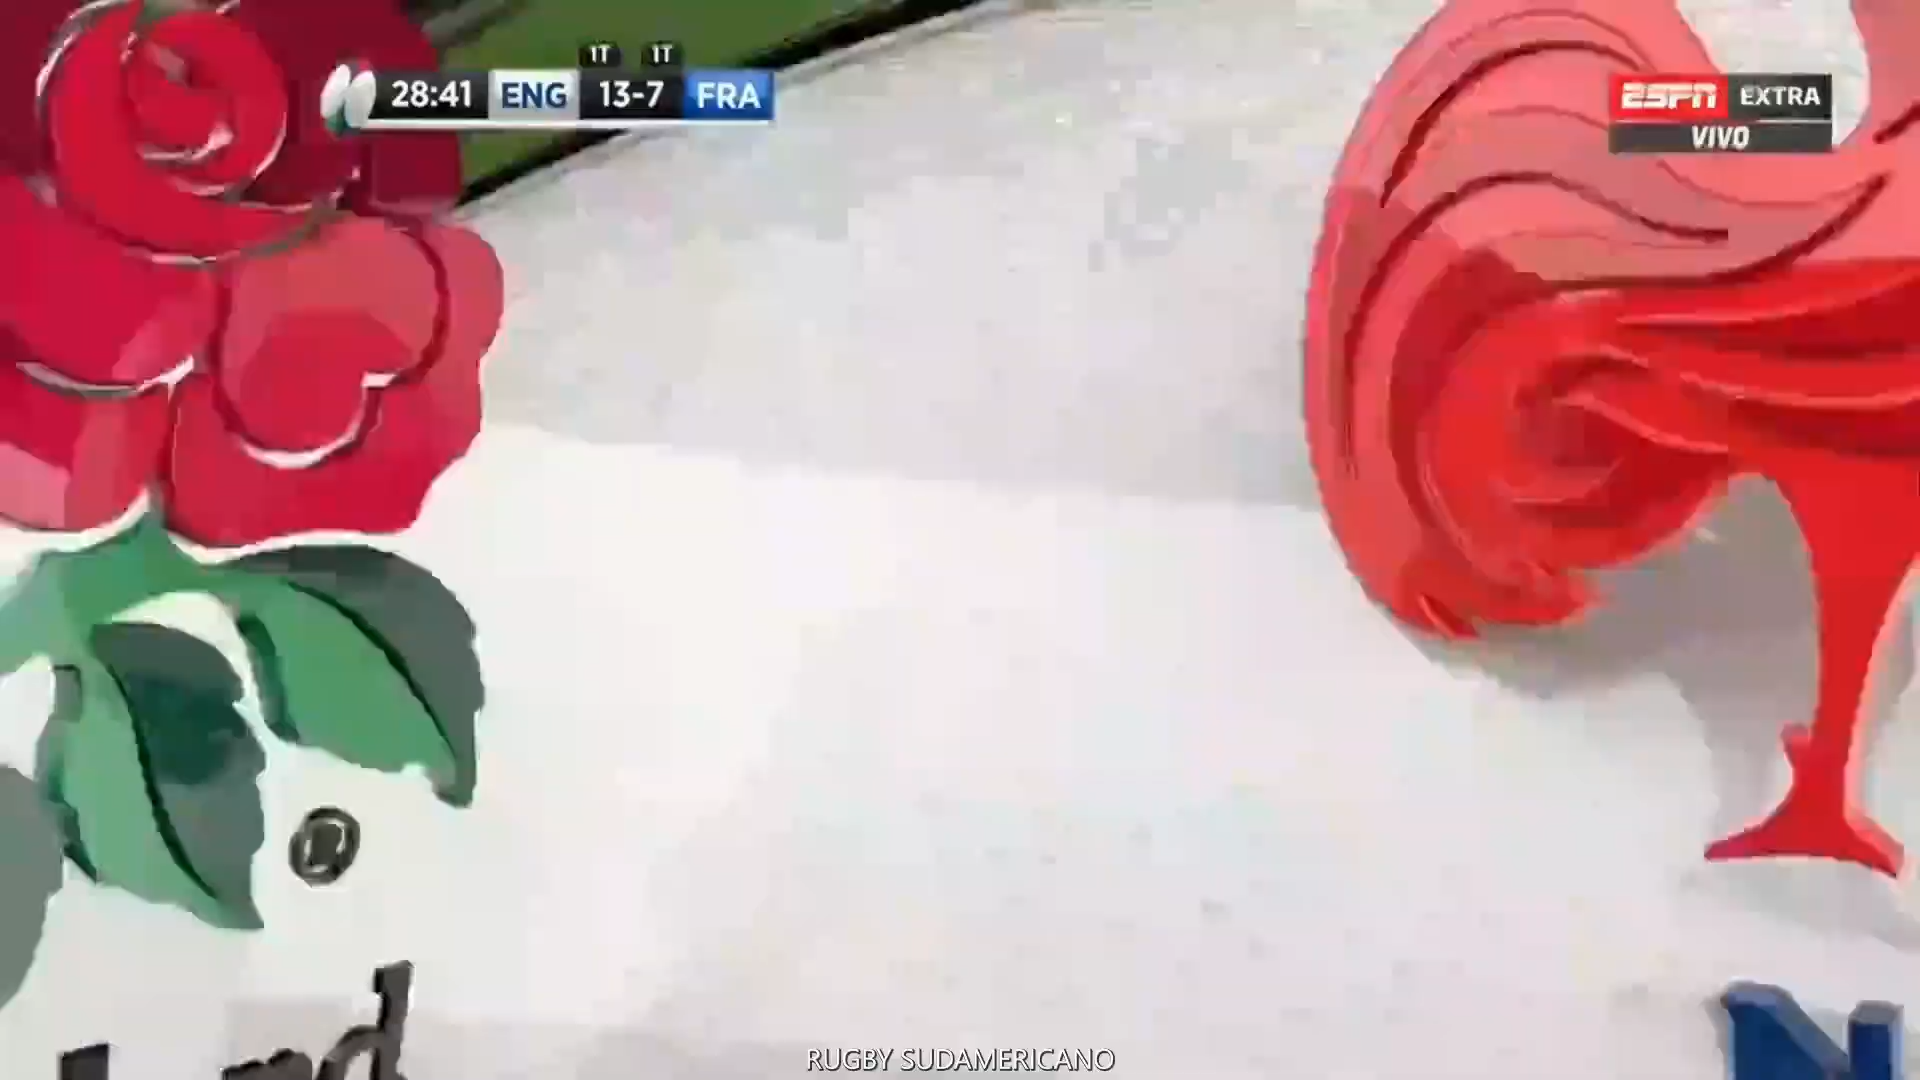 1T 1T
28:41 ENG 13-7 FRA
ESPN EXTRA
VIVO
®
RUGBY SUDAMERICANO